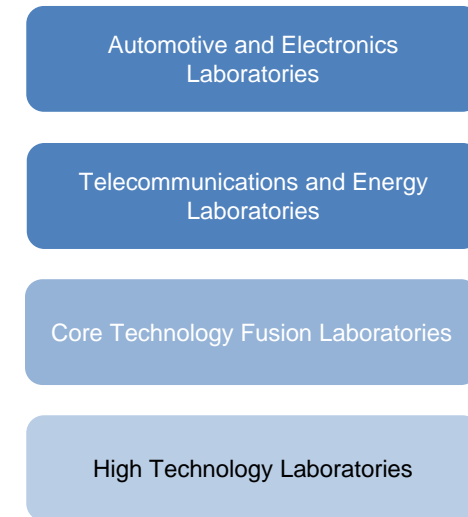 Automotive and Electronics
Laboratories
Telecommunications and Energy
Laboratories
Core Technology Fusion Laboratories
High Technology Laboratories